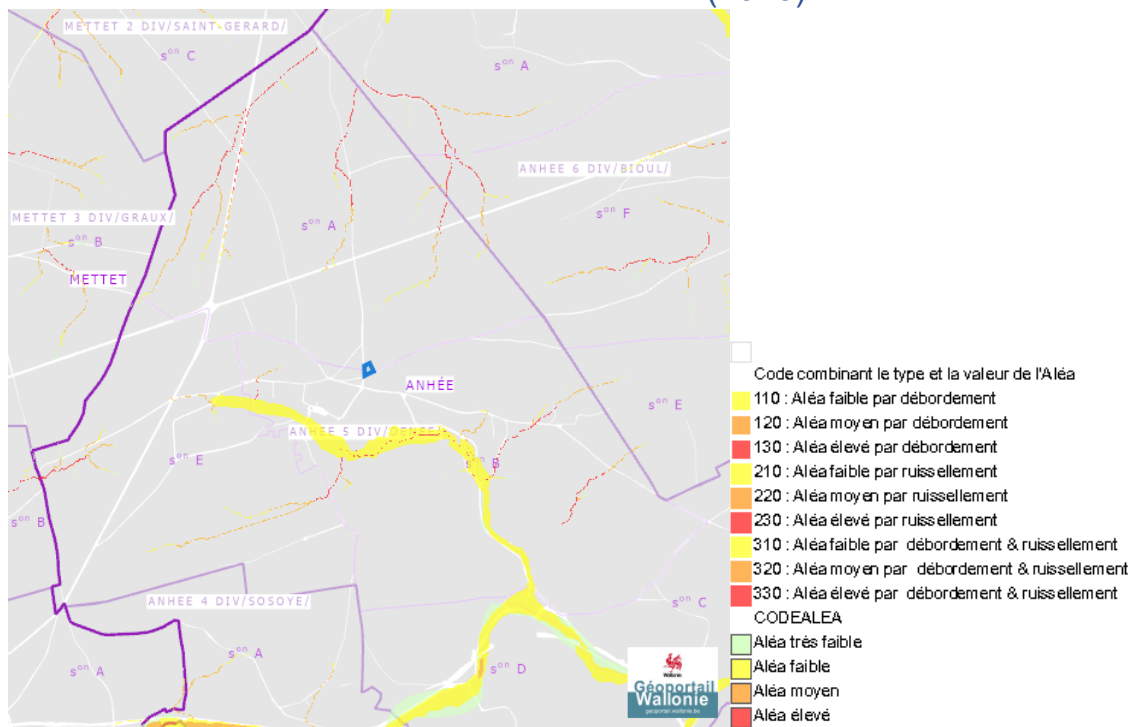 METTET 2 DIV/SAINT-GERARD/
sᵒⁿ C
sᵒⁿ A
ANHEE 6 DIV/BIOUL/
METTET 3 DIV/GRAUX/
sᵒⁿ F
sᵒⁿ A
sᵒⁿ B
METTET
ANHÉE
sᵒⁿ E
ANHEE 5 DIV/DENEE/
sᵒⁿ E
sᵒⁿ B
sᵒⁿ B
ANHEE 4 DIV/SOSOYE/
sᵒⁿ C
sᵒⁿ A
sᵒⁿ A
sᵒⁿ D
Wallonie
Géoportail
Wallonie
geoportail.wallonie.be
Code combinant le type et la valeur de l'Aléa
110 : Aléa faible par débordement
120 : Aléa moyen par débordement
130 : Aléa élevé par débordement
210 : Aléa faible par ruissellement
220 : Aléa moyen par ruissellement
230 : Aléa élevé par ruissellement
310 : Aléa faible par débordement & ruissellement
320 : Aléa moyen par débordement & ruissellement
330 : Aléa élevé par débordement & ruissellement
CODEALEA
Aléa très faible
Aléa faible
Aléa moyen
Aléa élevé